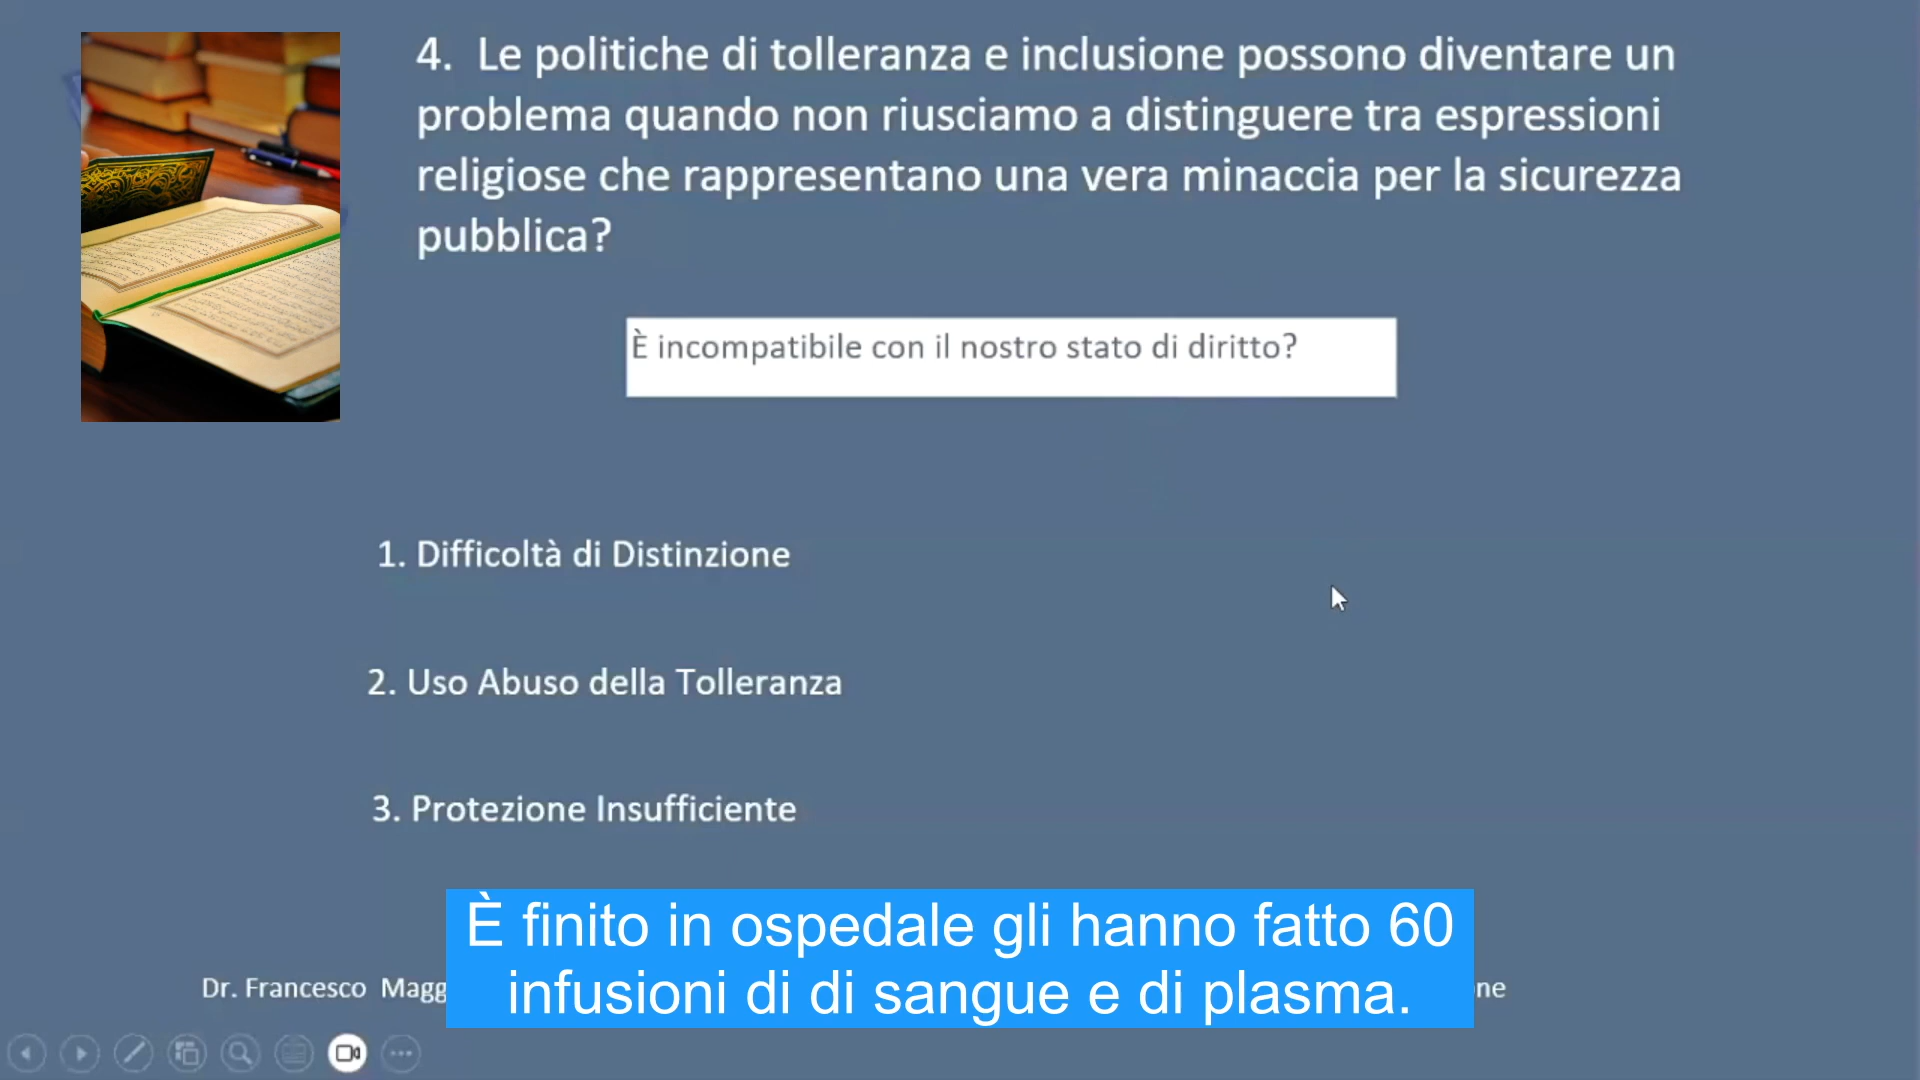 4. Le politiche di tolleranza e inclusione possono diventare un
problema quando non riusciamo a distinguere tra espressioni
religiose che rappresentano una vera minaccia per la sicurezza
pubblica?
È incompatibile con il nostro stato di diritto?
1. Difficoltà di Distinzione
2. Uso Abuso della Tolleranza
3. Protezione Insufficiente
È finito in ospedale gli hanno fatto 60
infusioni di di sangue e di plasma.
Dr. Francesco